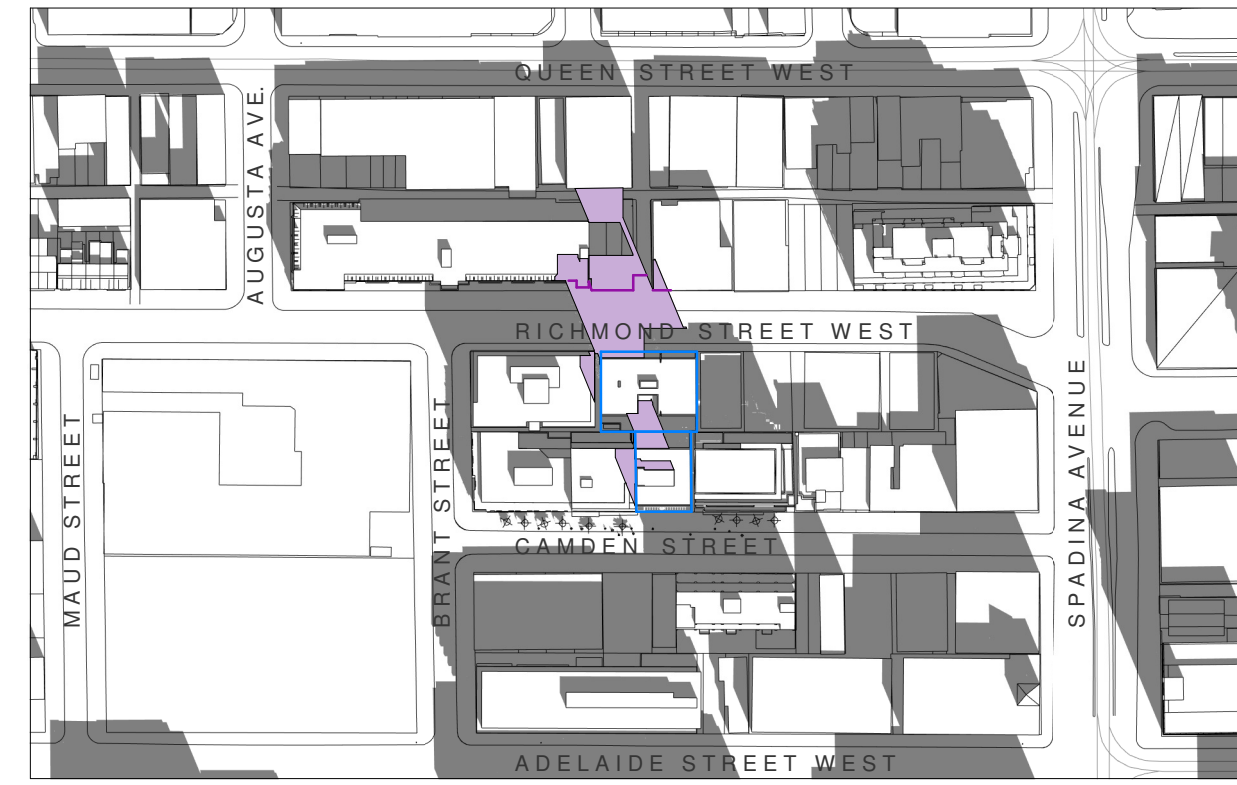 QUEEN STREET WEST
AUGUSTA AVE.
RICHMOND STREET WEST
MAUD STREET
BRANT STREET
SPADINA AVENUE
CAMDEN STREET
ADELAIDE STREET WEST